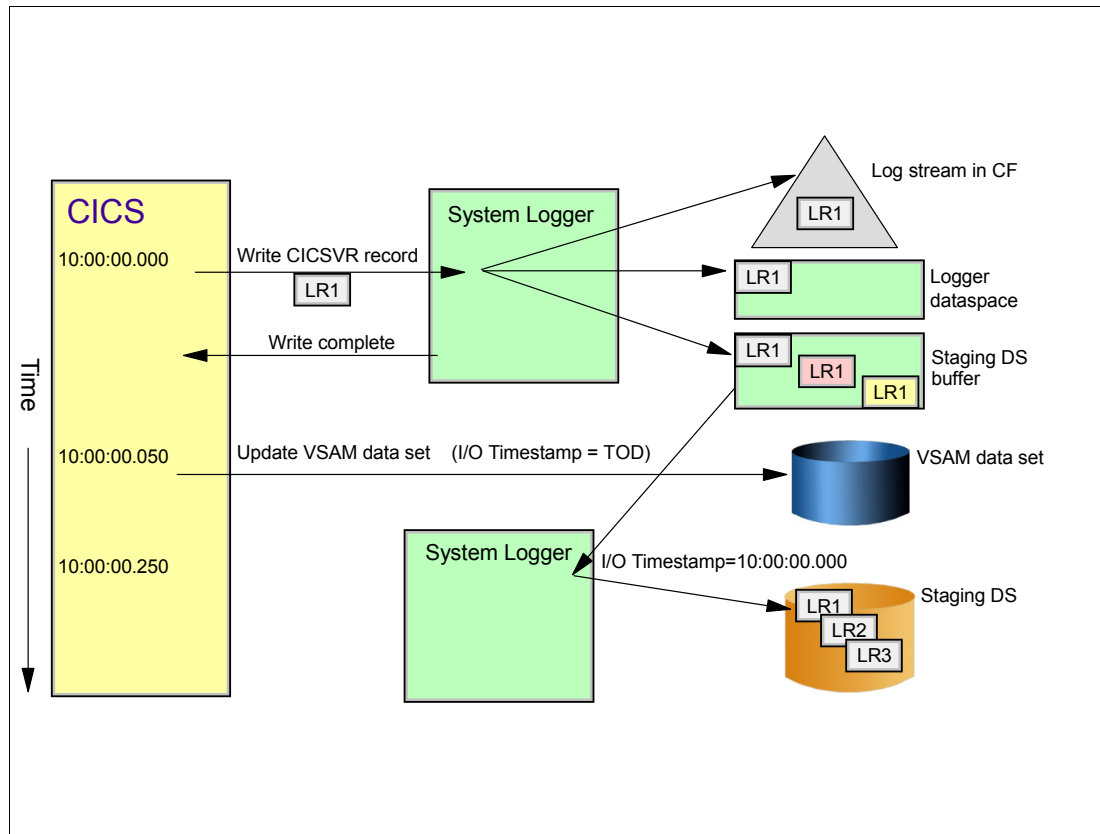 Log stream in CF
LR1
CICS
System Logger
10:00:00.000
Write CICSVR record
LR1
LR1
Logger
dataspace
Write complete
LR1
LR1
LR1
Staging DS
buffer
Time
10:00:00.050
Update VSAM data set (I/O Timestamp = TOD)
VSAM data set
System Logger
10:00:00.250
I/O Timestamp=10:00:00.000
Staging DS
LR1
LR2
LR3